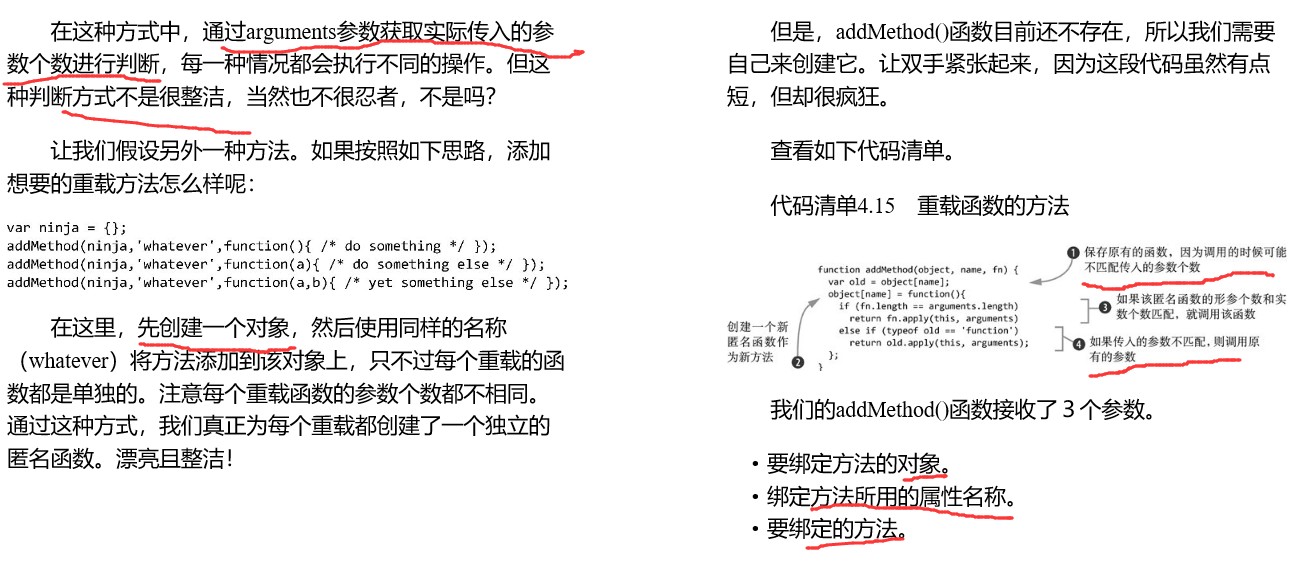 在这种方式中，通过arguments参数获取实际传入的参
数个数进行判断，每一种情况都会执行不同的操作。但这
种判断方式不是很整洁，当然也不很忍者，不是吗？
让我们假设另外一种方法。如果按照如下思路，添加
想要的重载方法怎么样呢：
var ninja = {};
addMethod(ninja,'whatever',function(){ /* do something */ });
addMethod(ninja,'whatever',function(a){ /* do something else */ });
addMethod(ninja,'whatever',function(a,b){ /* yet something else */ });
在这里，先创建一个对象，然后使用同样的名称
（whatever）将方法添加到该对象上，只不过每个重载的函
数都是单独的。注意每个重载函数的参数个数都不相同。
通过这种方式，我们真正为每个重载都创建了一个独立的
匿名函数。漂亮且整洁！
但是，addMethod()函数目前还不存在，所以我们需要
自己来创建它。让双手紧张起来，因为这段代码虽然有点
短，但却很疯狂。
查看如下代码清单。
代码清单4.15　重载函数的方法
❶ 保存原有的函数，因为调用的时候可能
不匹配传入的参数个数
function addMethod(object, name, fn) {
var old = object[name];
object[name] = function(){
if (fn.length == arguments.length)
return fn.apply(this, arguments)
else if (typeof old == 'function')
return old.apply(this, arguments);
};
}
创建一个新
匿名函数作
为新方法 ❷
❸ 如果该匿名函数的形参个数和实
参个数匹配，就调用该函数
❹ 如果传入的参数不匹配,则调用原
有的参数
我们的addMethod()函数接收了３个参数。
• 要绑定方法的对象。
• 绑定方法所用的属性名称。
• 要绑定的方法。